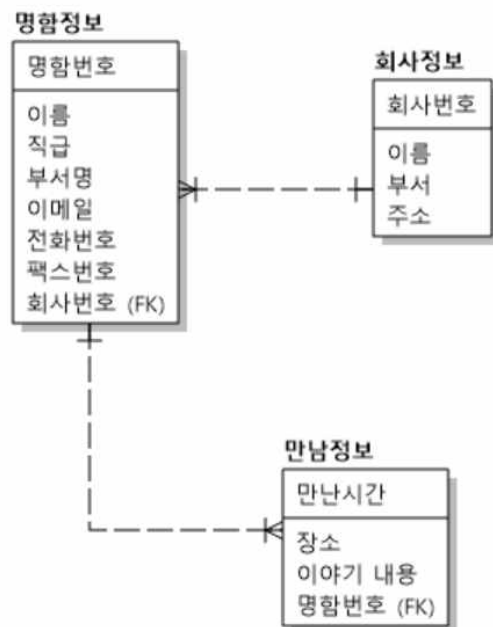 명함정보
명함번호
이름
직급
부서명
이메일
전화번호
팩스번호
회사번호 (FK)
회사정보
회사번호
이름
부서
주소
만남정보
만난시간
장소
이야기 내용
명함번호 (FK)